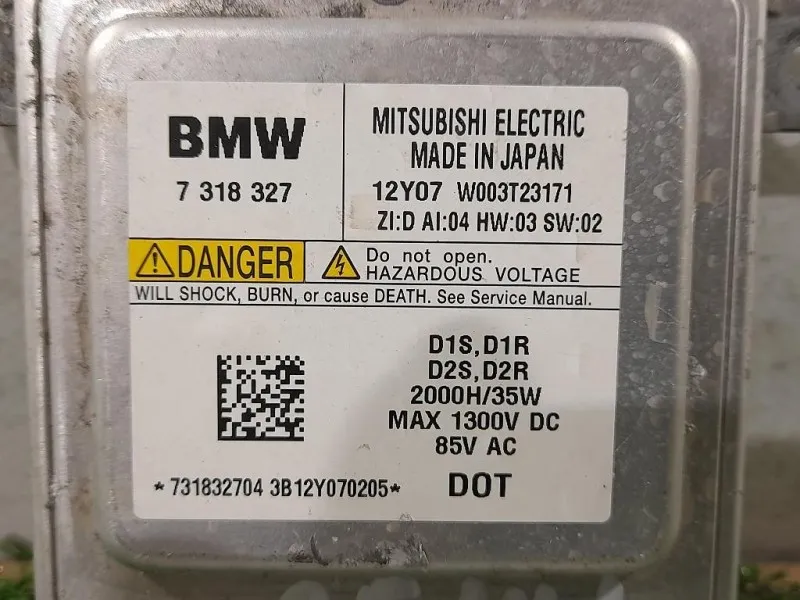 BMW
7 318 327
MITSUBISHI ELECTRIC
MADE IN JAPAN
12Y07 W003T23171
ZI:D AI:04 HW:03 SW:02
DANGER
Do not open.
HAZARDOUS VOLTAGE
WILL SHOCK, BURN, or cause DEATH. See Service Manual.
D1S,D1R
D2S,D2R
2000H/35W
MAX 1300V DC
85V AC
*731832704 3B12Y070205*
DOT